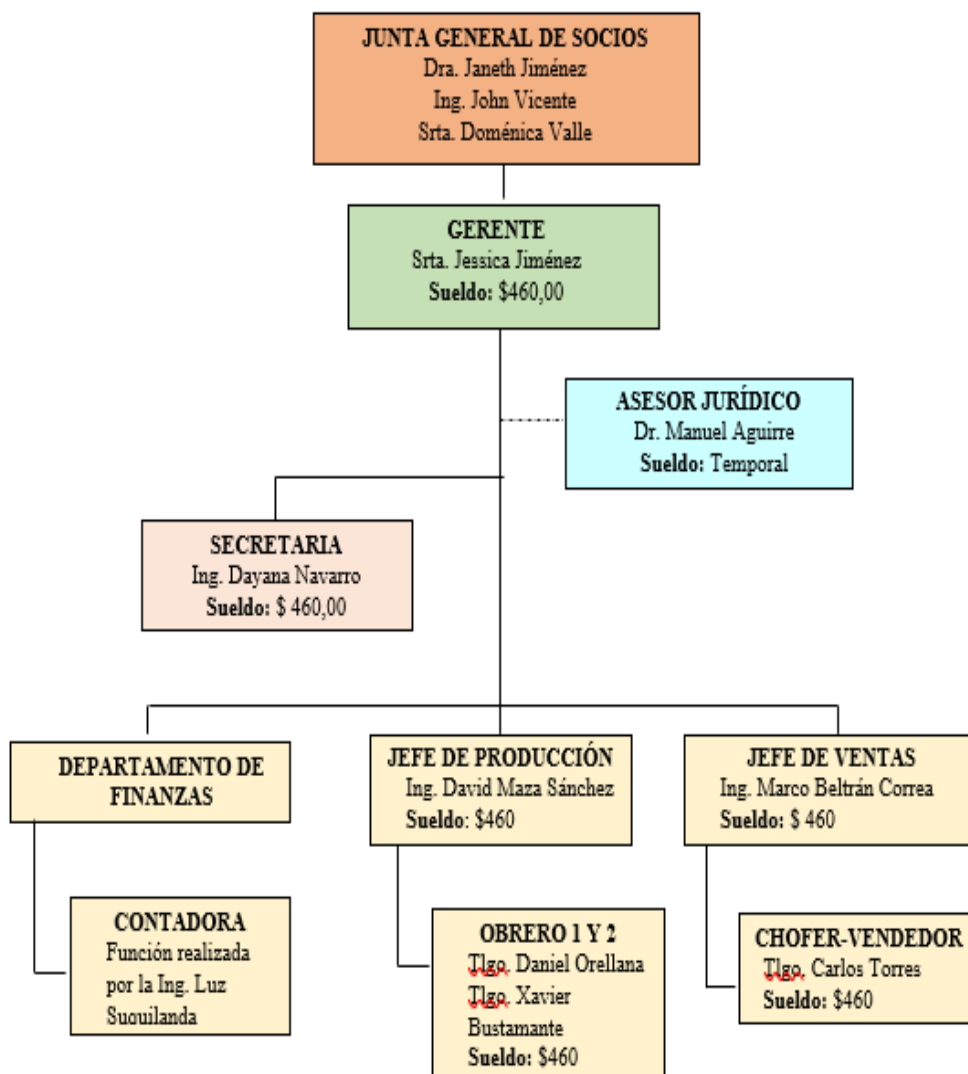 JUNTA GENERAL DE SOCIOS
Dra. Janeth Jiménez
Ing. John Vicente
Srta. Doménica Valle
GERENTE
Srta. Jessica Jiménez
Sueldo: $460,00
ASESOR JURÍDICO
Dr. Manuel Aguirre
Sueldo: Temporal
SECRETARIA
Ing. Dayana Navarro
Sueldo: $ 460,00
DEPARTAMENTO DE
FINANZAS
JEFE DE PRODUCCIÓN
Ing. David Maza Sánchez
Sueldo: $460
JEFE DE VENTAS
Ing. Marco Beltrán Correa
Sueldo: $ 460
CONTADORA
Función realizada
por la Ing. Luz
Suquilanda
OBRERO 1 Y 2
Tlgo. Daniel Orellana
Tlgo. Xavier
Bustamante
Sueldo: $460
CHOFER-VENDEDOR
Tlgo. Carlos Torres
Sueldo: $460